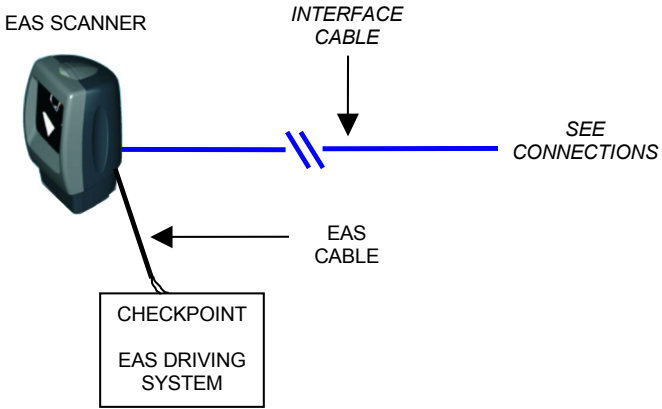 EAS SCANNER
INTERFACE
CABLE
SEE
CONNECTIONS
EAS
CABLE
CHECKPOINT
EAS DRIVING
SYSTEM